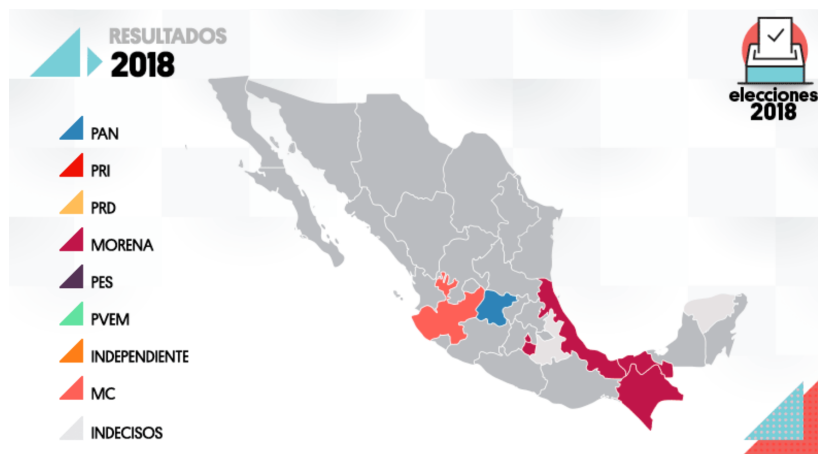 RESULTADOS
2018
elecciones
2018
PAN
PRI
PRD
MORENA
PES
PVEM
INDEPENDIENTE
MC
INDECISOS